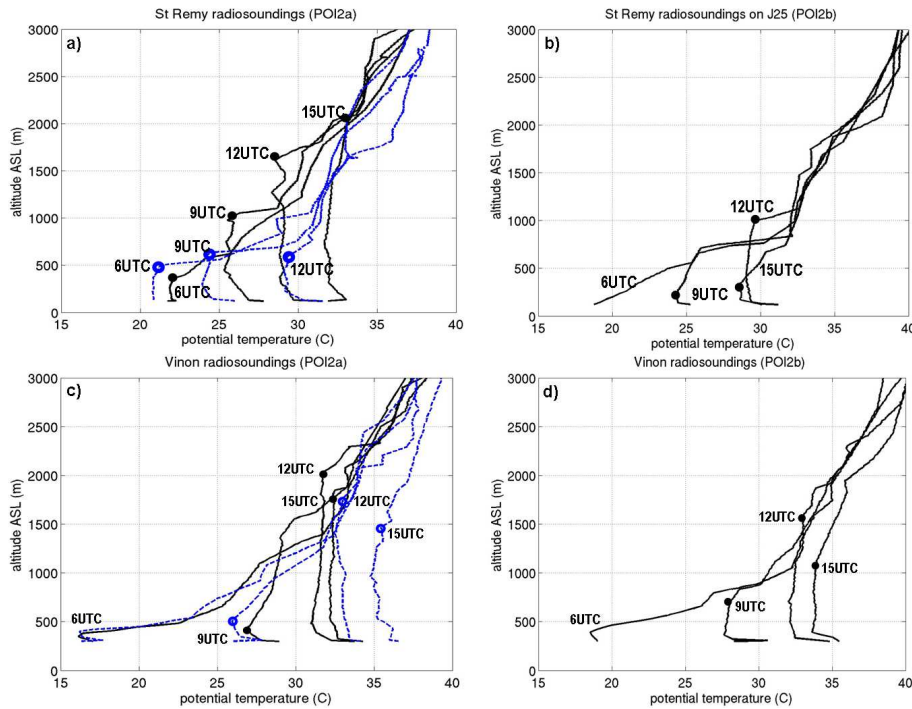 St Remy radiosoundings (POI2a)
a)
3000
2500
2000
1500
1000
500
0
altitude ASL (m)
15UTC
12UTC
9UTC
9UTC
6UTC
12UTC
6UTC
15
20
25
30
35
40
potential temperature (C)
St Remy radiosoundings on J25 (POI2b)
b)
3000
2500
2000
1500
1000
500
0
altitude ASL (m)
12UTC
15UTC
6UTC
9UTC
15
20
25
30
35
40
potential temperature (C)
Vinon radiosoundings (POI2a)
c)
3000
2500
2000
1500
1000
500
0
altitude ASL (m)
12UTC
15UTC
12UTC
15UTC
6UTC
9UTC
15
20
25
30
35
40
potential temperature (C)
Vinon radiosoundings (POI2b)
d)
3000
2500
2000
1500
1000
500
0
altitude ASL (m)
12UTC
15UTC
9UTC
6UTC
15
20
25
30
35
40
potential temperature (C)